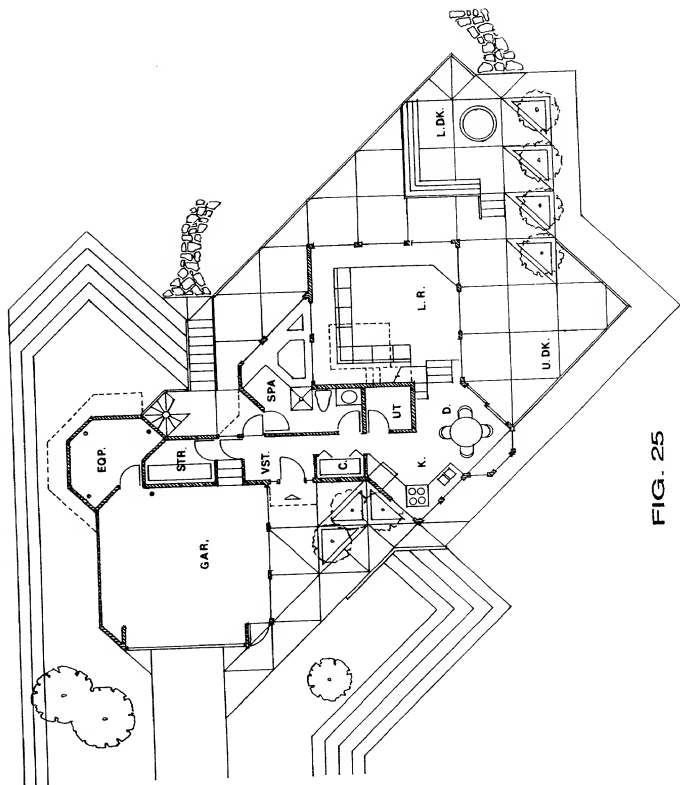 L.DK.
L.R.
U.DK.
SPA
UT
D.
K.
EQP.
STR.
VST.
C.
GAR.
FIG. 25